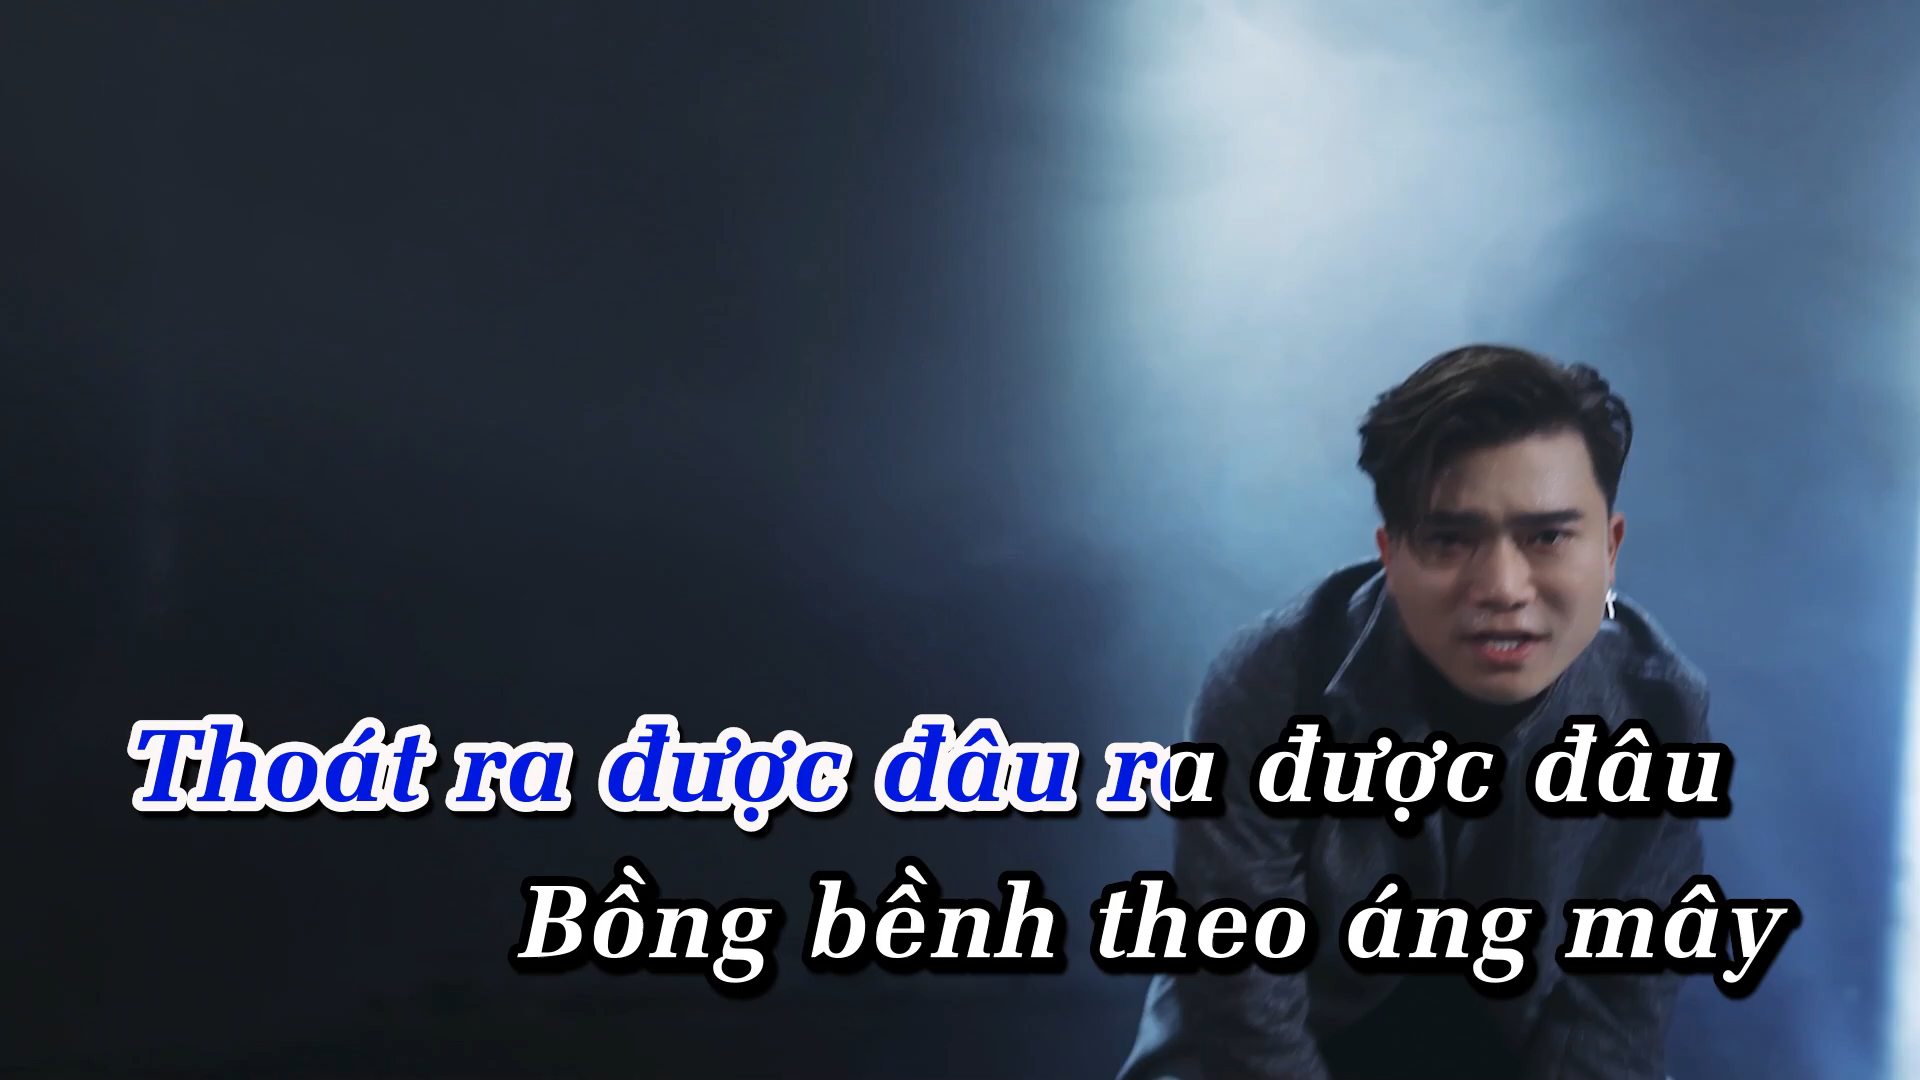 Thoát ra được đâu ra được đâu
Bồng bềnh theo áng mây